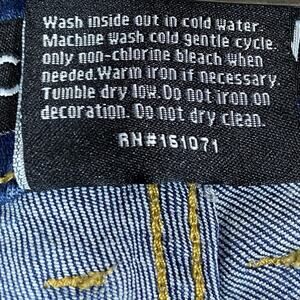 Wash inside out in cold water.
Machine wash cold gentle cycle.
only non-chlorine bleach when
needed.Warm iron if necessary.
Tumble dry low.Do not iron on
decoration. Do not dry clean.
RN#161071